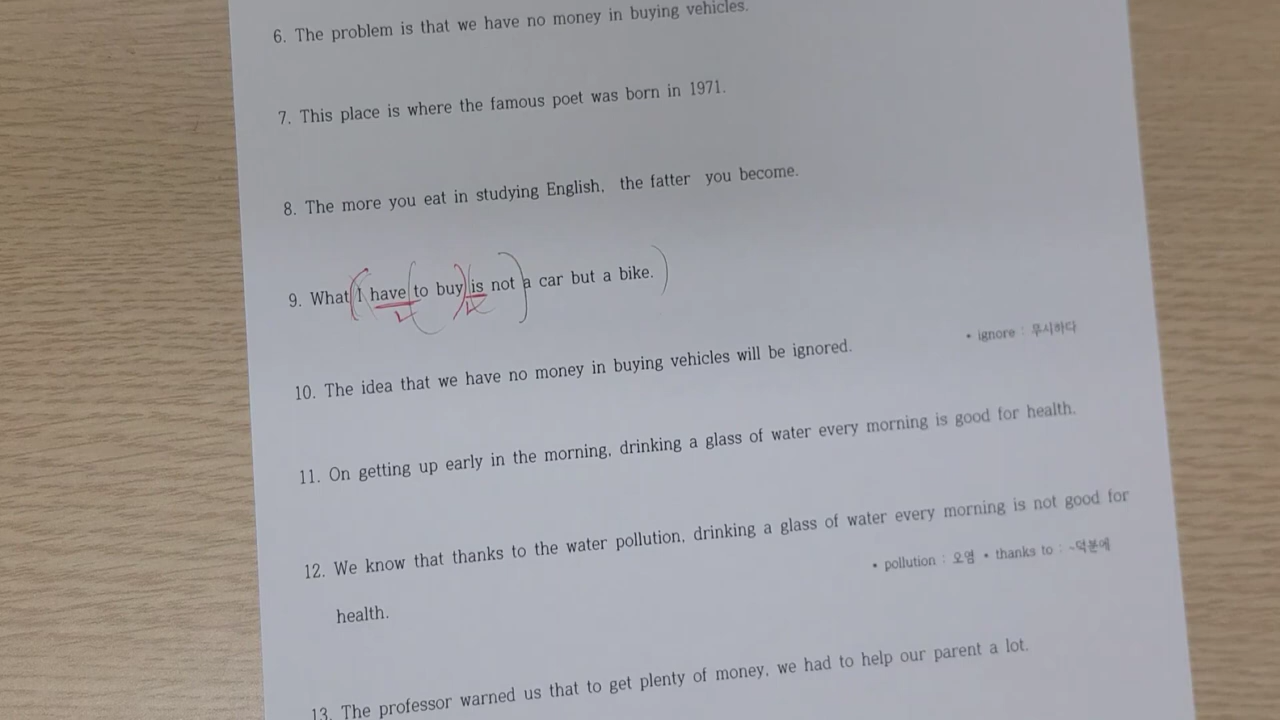 6. The problem is that we have no money in buying vehicles.
7. This place is where the famous poet was born in 1971.
8. The more you eat in studying English, the fatter you become.
9. What I have to buy is not a car but a bike.
• ignore : 무시하다
10. The idea that we have no money in buying vehicles will be ignored.
11. On getting up early in the morning, drinking a glass of water every morning is good for health.
12. We know that thanks to the water pollution, drinking a glass of water every morning is not good for
• pollution : 오염 • thanks to : ~덕분에
health.
13. The professor warned us that to get plenty of money, we had to help our parent a lot.